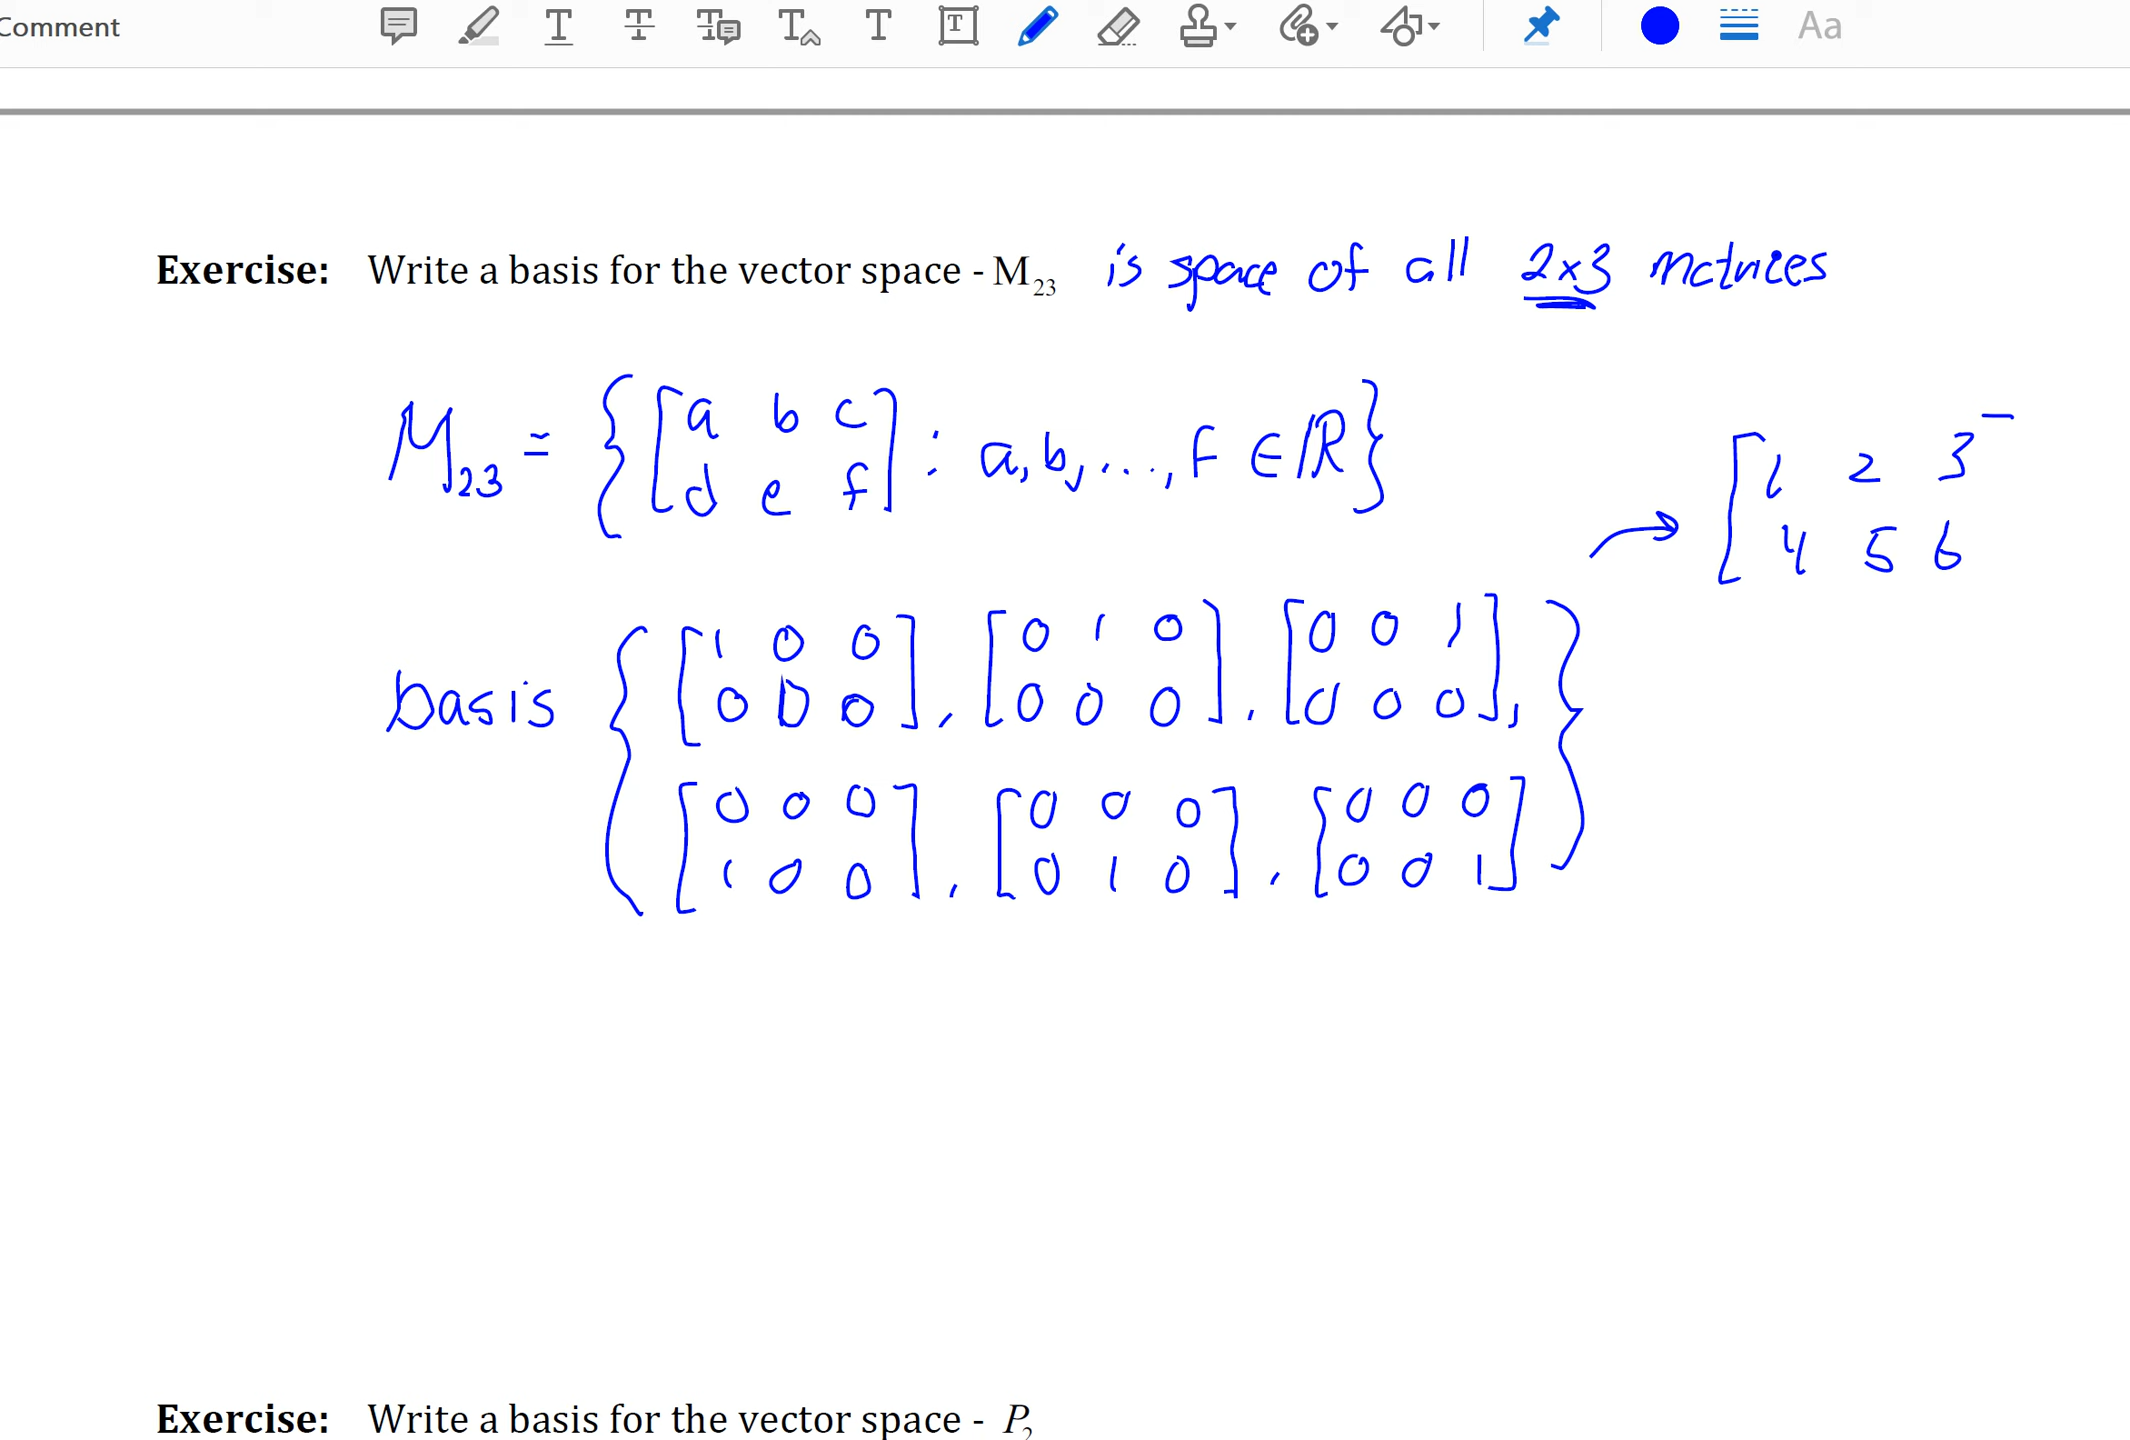 Comment
Exercise: Write a basis for the vector space - M23 is space of all 2x3 matrices
M23 = { [ a b c
d e f ] : a, b, ..., F ∈ ℝ }
[ 1 2 3
4 5 6
basis { [ 1 0 0
0 0 0 ], [ 0 1 0
0 0 0 ], [ 0 0 1
0 0 0 ],
[ 0 0 0
1 0 0 ], [ 0 0 0
0 1 0 ], [ 0 0 0
0 0 1 ] }
Exercise: Write a basis for the vector space - P2